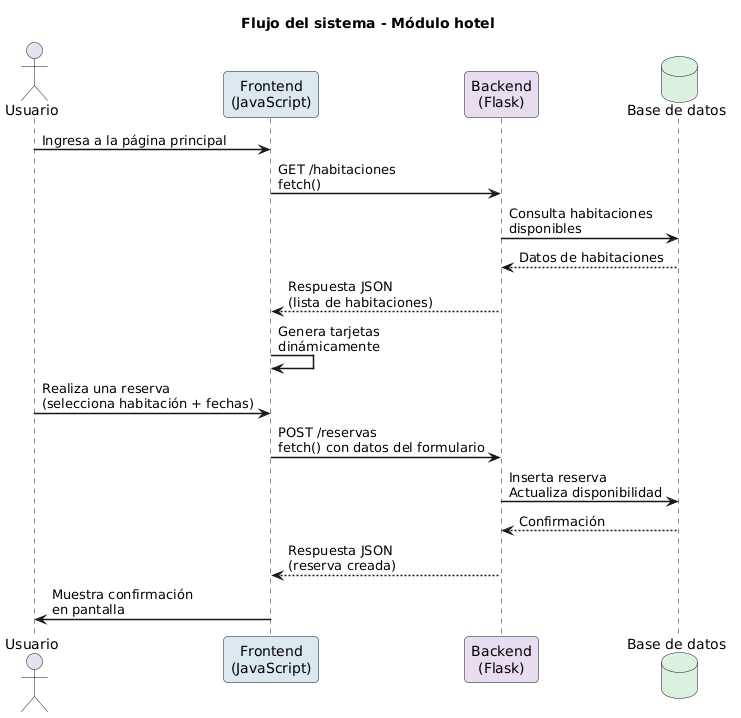 Flujo del sistema - Módulo hotel
Usuario
Frontend
(JavaScript)
Backend
(Flask)
Base de datos
Ingresa a la página principal
GET /habitaciones
fetch()
Consulta habitaciones
disponibles
Datos de habitaciones
Respuesta JSON
(lista de habitaciones)
Genera tarjetas
dinámicamente
Realiza una reserva
(selecciona habitación + fechas)
POST /reservas
fetch() con datos del formulario
Inserta reserva
Actualiza disponibilidad
Confirmación
Respuesta JSON
(reserva creada)
Muestra confirmación
en pantalla
Usuario
Frontend
(JavaScript)
Backend
(Flask)
Base de datos